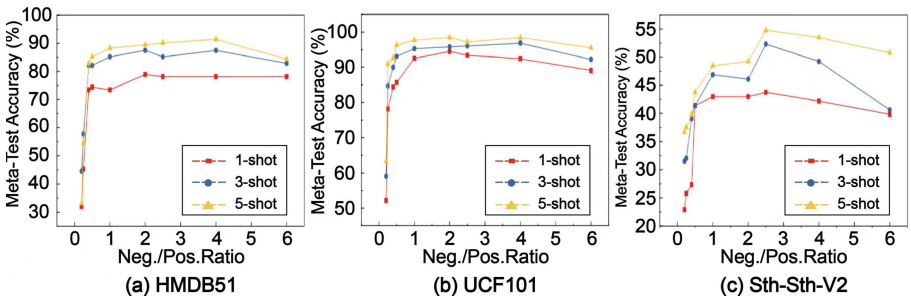 Meta-Test Accuracy (%)
100
90
80
70
60
50
40
30
0 1 2 3 4 5 6
1-shot
3-shot
5-shot
Neg./Pos.Ratio
(a) HMDB51
Meta-Test Accuracy (%)
100
90
80
70
60
50
0 1 2 3 4 5 6
1-shot
3-shot
5-shot
Neg./Pos.Ratio
(b) UCF101
Meta-Test Accuracy (%)
55
50
45
40
35
30
25
20
0 1 2 3 4 5 6
1-shot
3-shot
5-shot
Neg./Pos.Ratio
(c) Sth-Sth-V2